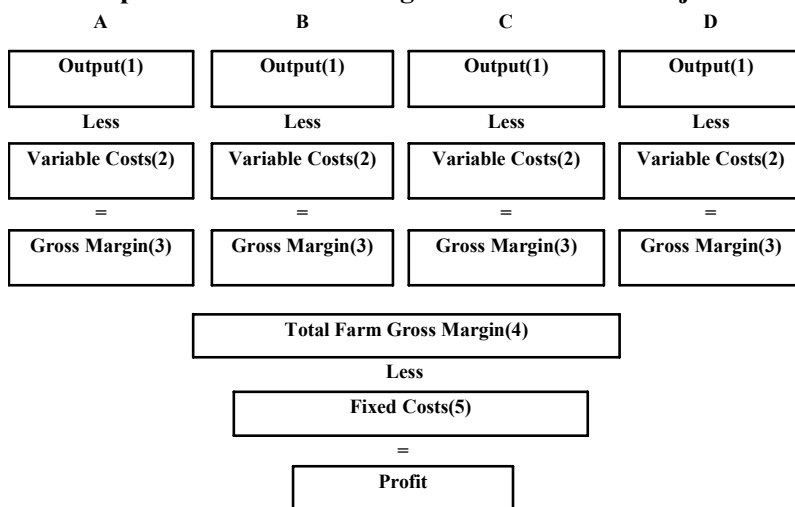 A B C D
Output(1) Output(1) Output(1) Output(1)
Less Less Less Less
Variable Costs(2) Variable Costs(2) Variable Costs(2) Variable Costs(2)
= = = =
Gross Margin(3) Gross Margin(3) Gross Margin(3) Gross Margin(3)
Total Farm Gross Margin(4)
Less
Fixed Costs(5)
=
Profit